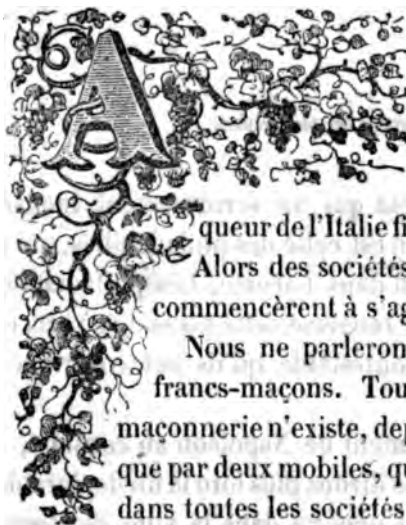 A
queur de l'Italie fi
Alors des sociétés
commencèrent à s'ag
Nous ne parleron
francs-maçons. Tou
maçonnerie n'existe, dep
que par deux mobiles, qu
dans toutes les sociétés